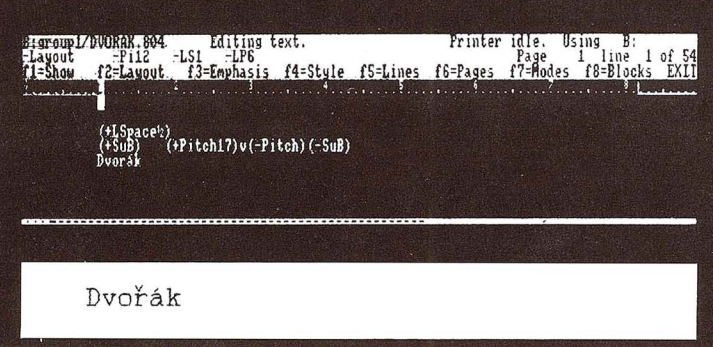 B:group1/DVORAK.804 Editing text. Printer idle. Using B:
-Layout -Pi12 -LS1 -LP6 Page 1 line 1 of 54
f1=Show f2=Layout f3=Emphasis f4=Style f5=Lines f6=Pages f7=Modes f8=Blocks EXIT
(+LSpace½)
(+SuB) (+Pitch17)v(-Pitch)(-SuB)
Dvorák
Dvořák